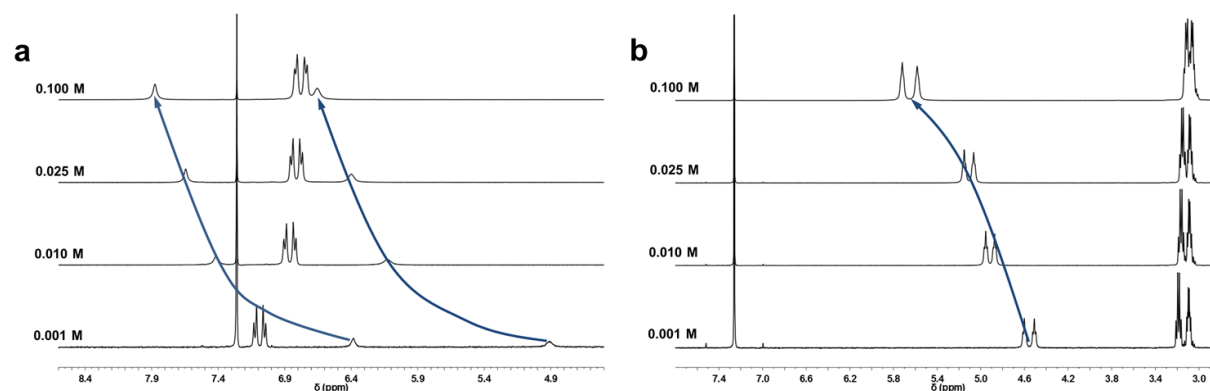 a
0.100 M
0.025 M
0.010 M
0.001 M
8.4 7.9 7.4 6.9 6.4 5.9 5.4 4.9
δ (ppm)
b
0.100 M
0.025 M
0.010 M
0.001 M
7.4 7.0 6.6 6.2 5.8 5.4 5.0 4.6 4.2 3.8 3.4 3.0
δ (ppm)